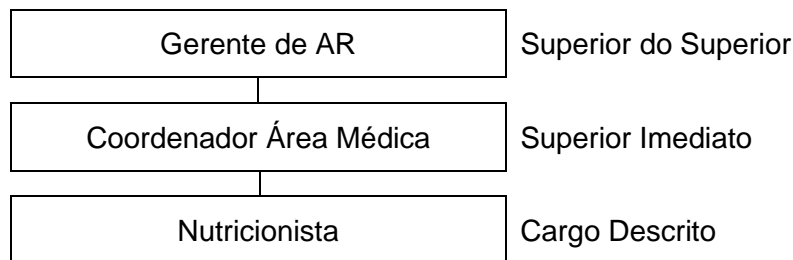 Gerente de AR Superior do Superior
Coordenador Área Médica Superior Imediato
Nutricionista Cargo Descrito